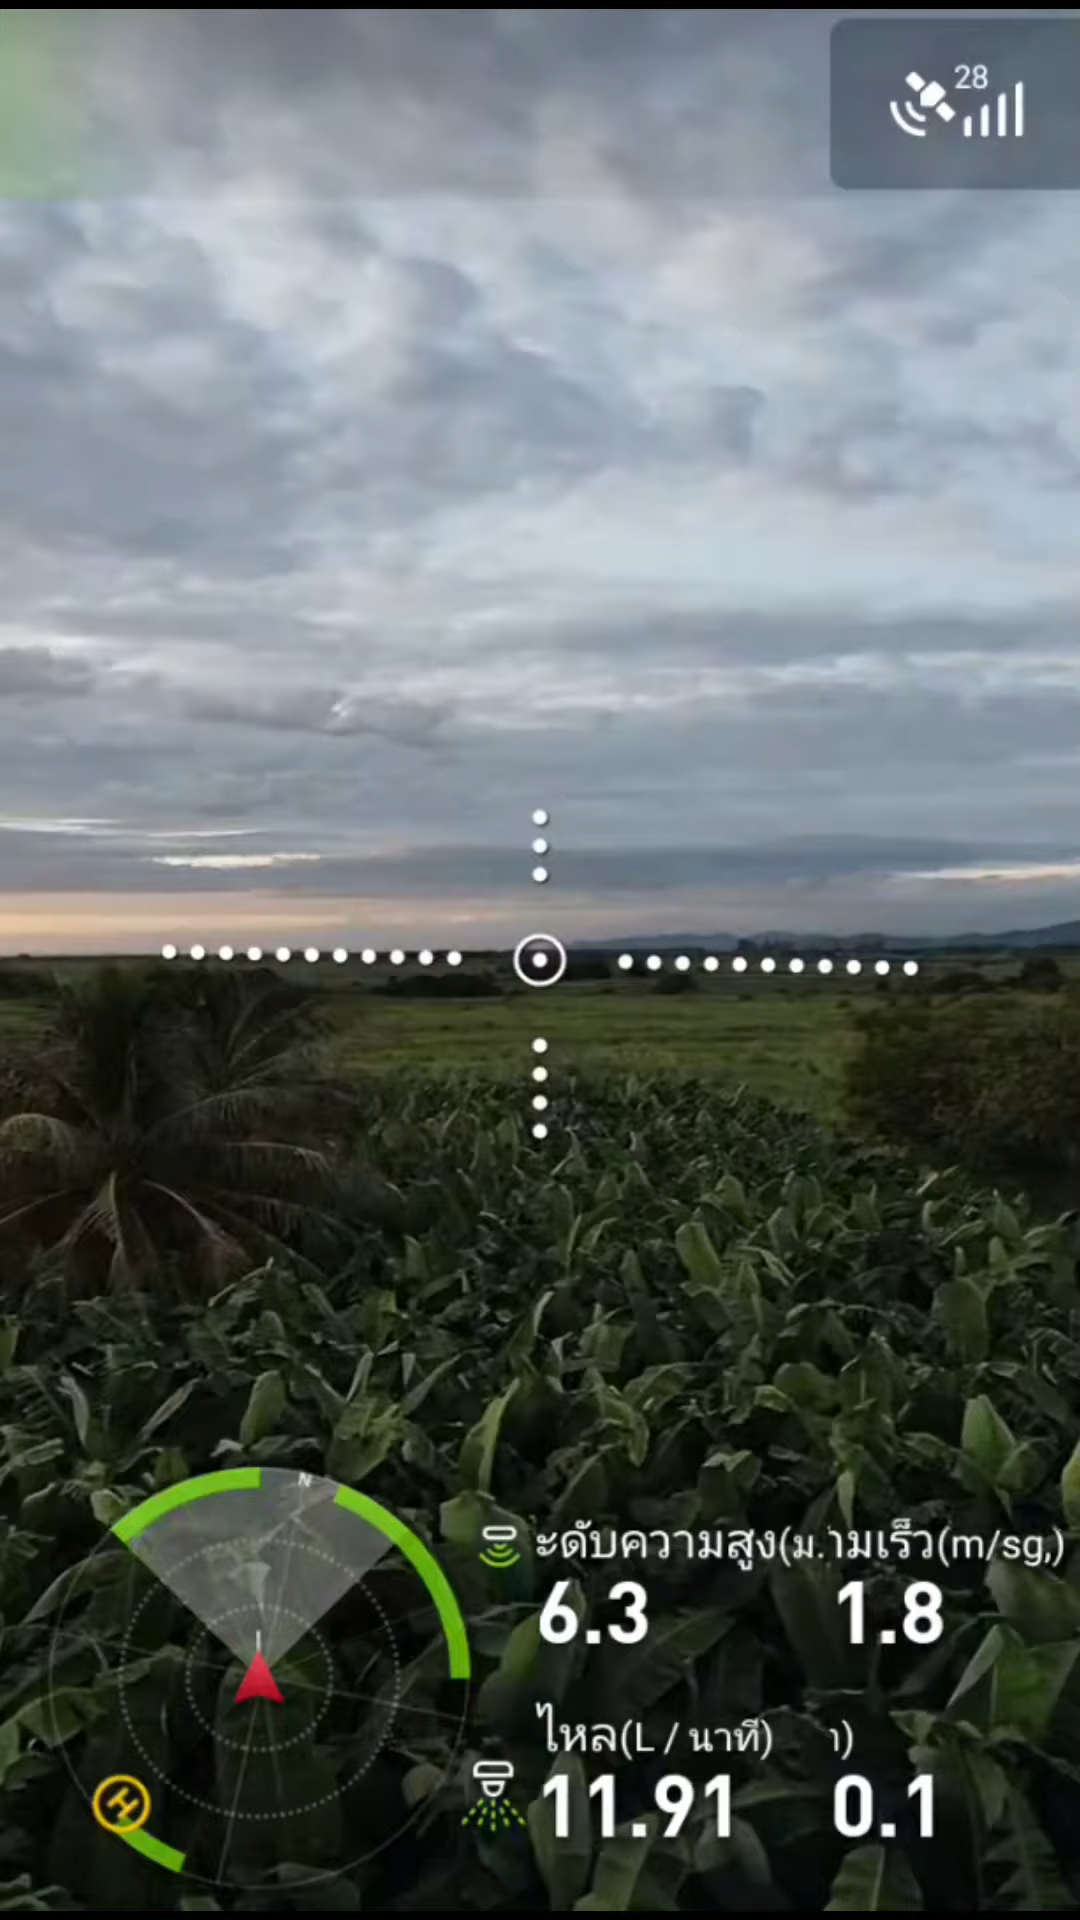 28
N
ะดับความสูง(ม. ามเร็ว(m/sg,)
6.3 1.8
ไหล(L / นาที) า)
11.91 0.1
H